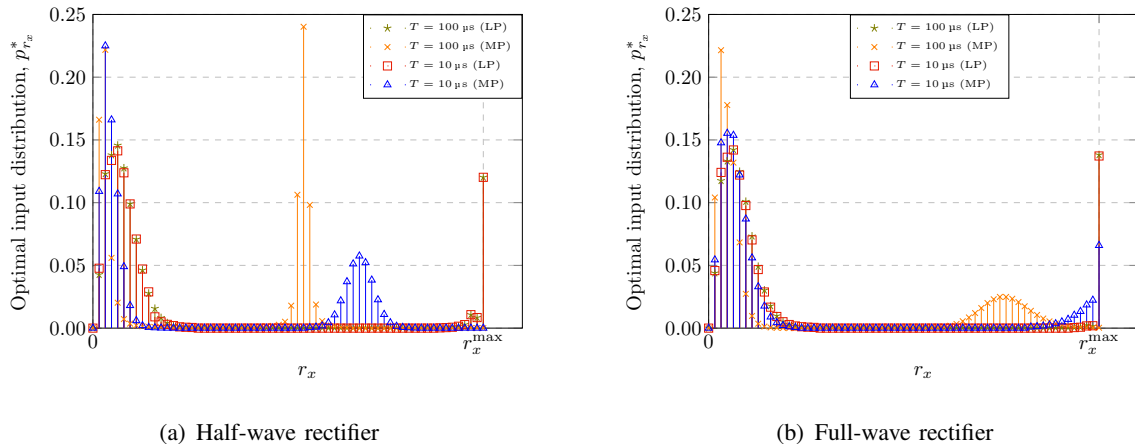 T = 100 µs (LP)
T = 100 µs (MP)
T = 10 µs (LP)
T = 10 µs (MP)
0.25
0.20
0.15
0.10
0.05
0.00
Optimal input distribution, p*_{r_x}
0
r_x^max
r_x
(a) Half-wave rectifier
T = 100 µs (LP)
T = 100 µs (MP)
T = 10 µs (LP)
T = 10 µs (MP)
0.25
0.20
0.15
0.10
0.05
0.00
Optimal input distribution, p*_{r_x}
0
r_x^max
r_x
(b) Full-wave rectifier